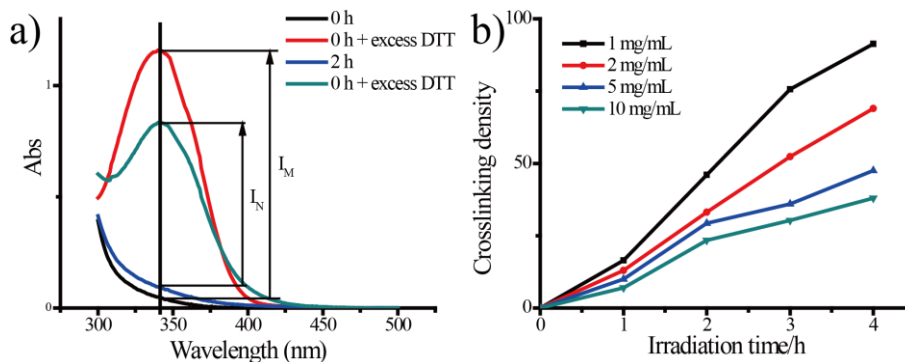 a)
0 h
0 h + excess DTT
2 h
0 h + excess DTT
I_M
I_N
1
0
Abs
300 350 400 450 500
Wavelength (nm)
b)
1 mg/mL
2 mg/mL
5 mg/mL
10 mg/mL
100
50
0
Crosslinking density
0 1 2 3 4
Irradiation time/h